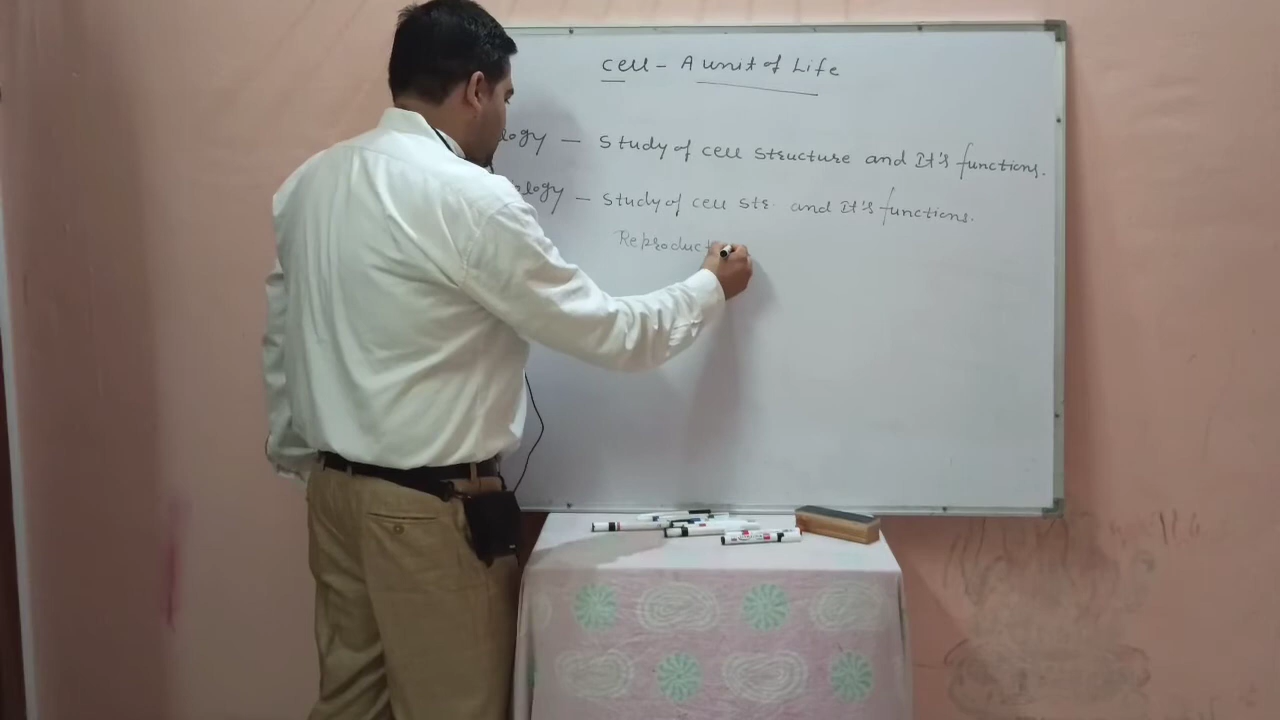 cell - A unit of Life
logy - Study of cell structure and It's functions.
ology - Study of cell str. and It's functions.
Reproduct